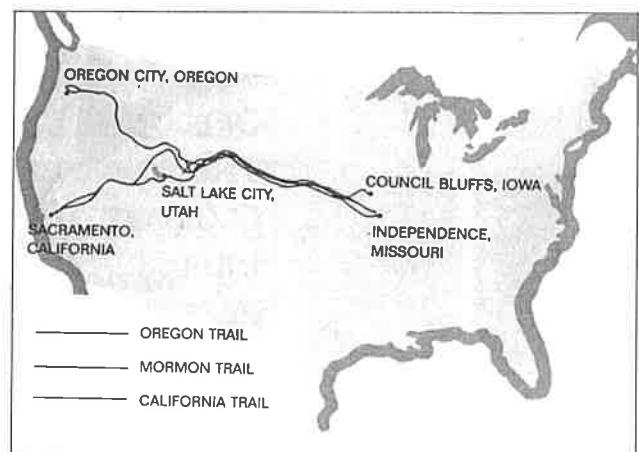 OREGON CITY, OREGON
SALT LAKE CITY,
UTAH
COUNCIL BLUFFS, IOWA
SACRAMENTO,
CALIFORNIA
INDEPENDENCE,
MISSOURI
OREGON TRAIL
MORMON TRAIL
CALIFORNIA TRAIL